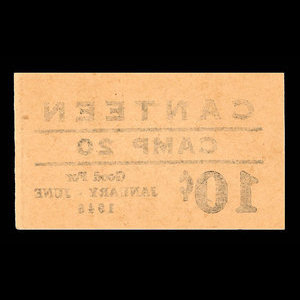 CANTEEN
CAMP 20
Good For
JANUARY - JUNE
1946
10¢